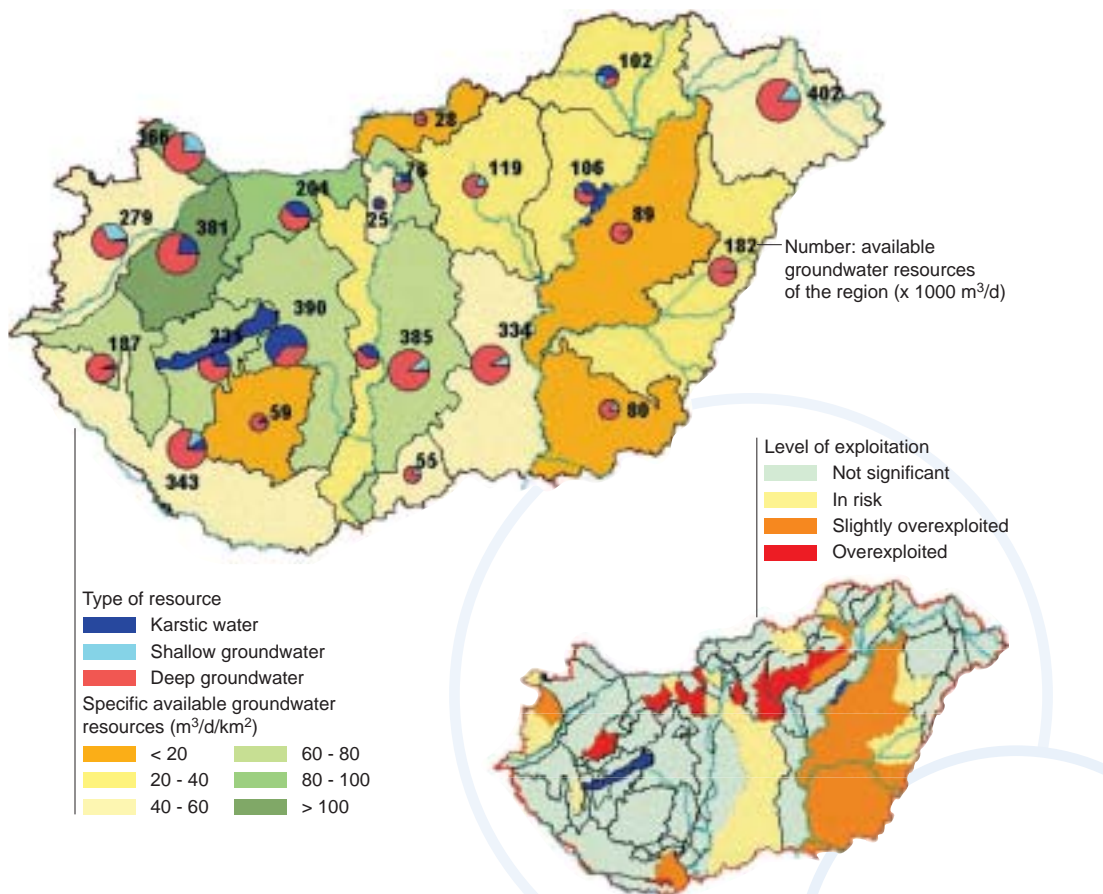 102
402
28
366
76
119
106
204
25
279
381
89
182
Number: available
groundwater resources
of the region (x 1000 m³/d)
390
187
385
334
59
80
55
343
Level of exploitation
Not significant
In risk
Slightly overexploited
Overexploited
Type of resource
Karstic water
Shallow groundwater
Deep groundwater
Specific available groundwater
resources (m³/d/km²)
< 20
60 - 80
20 - 40
80 - 100
40 - 60
> 100